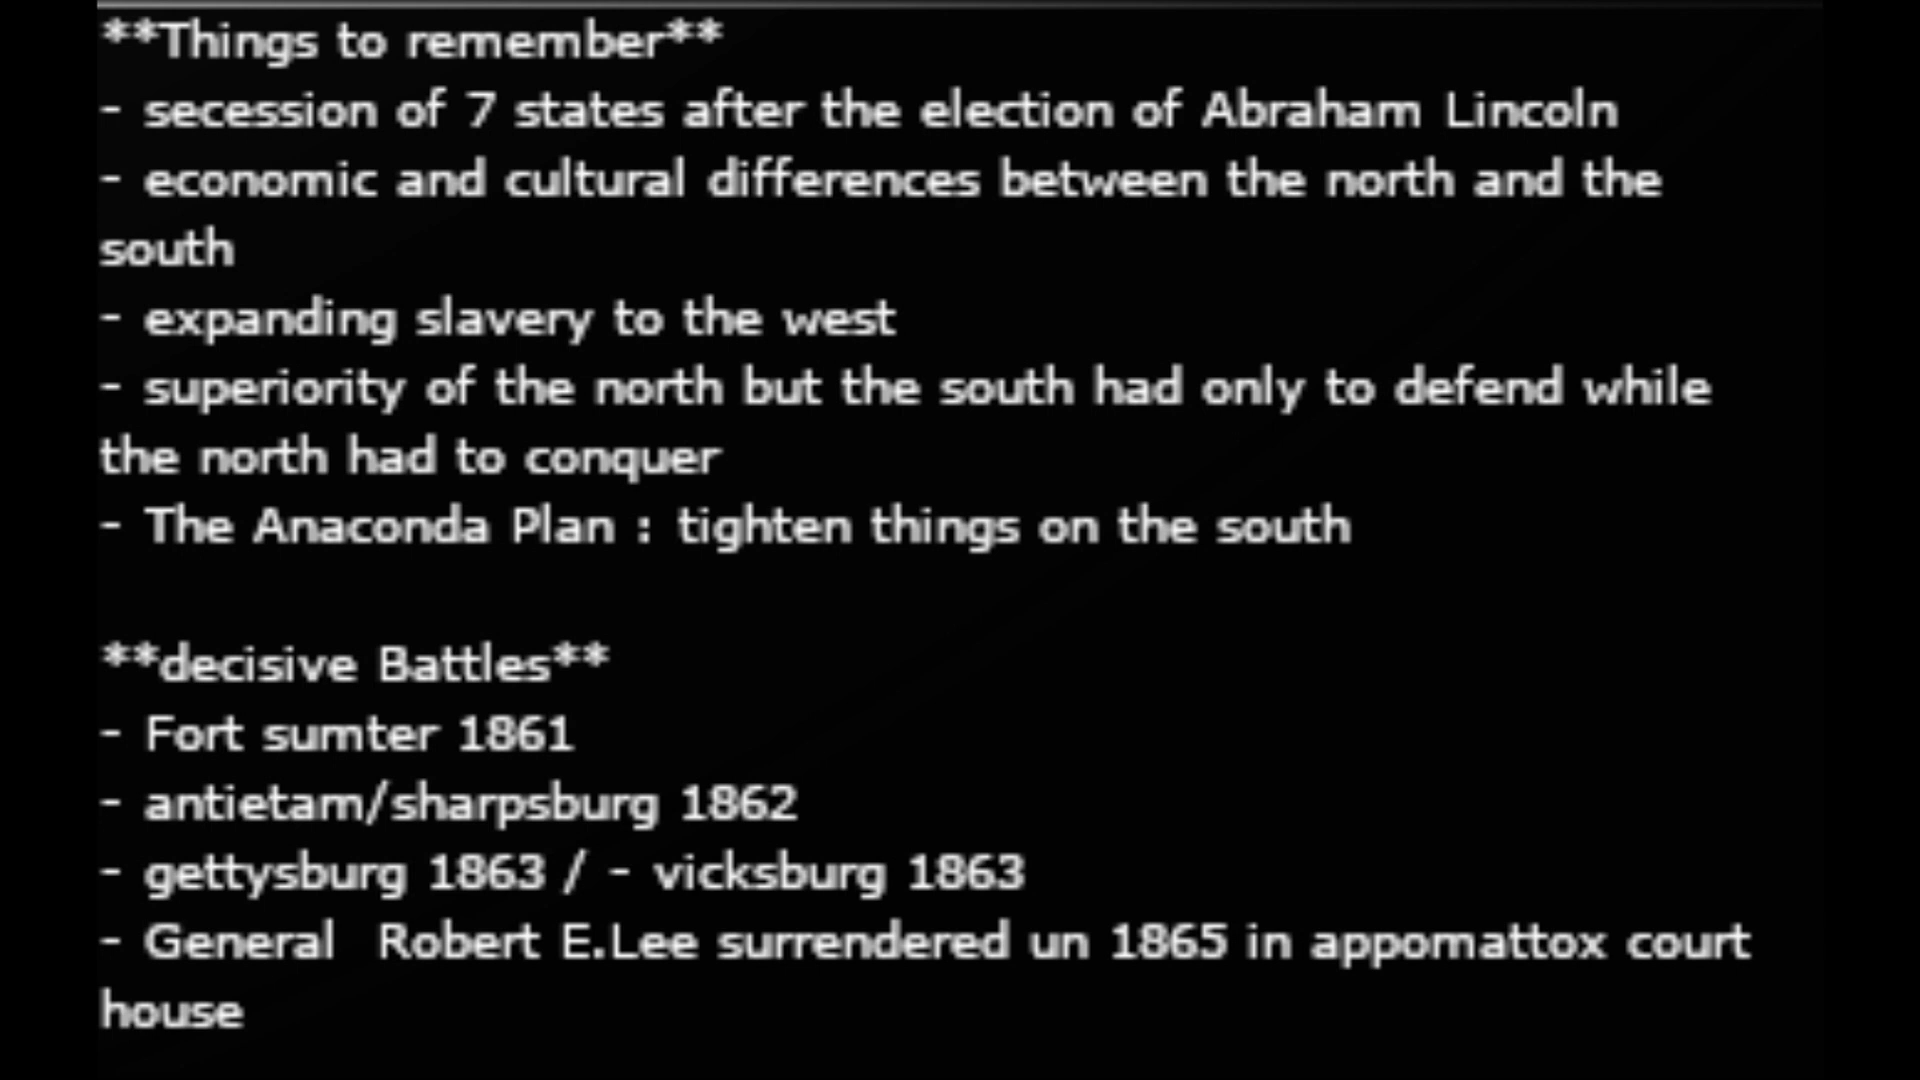 **Things to remember**
- secession of 7 states after the election of Abraham Lincoln
- economic and cultural differences between the north and the
south
- expanding slavery to the west
- superiority of the north but the south had only to defend while
the north had to conquer
- The Anaconda Plan : tighten things on the south
**decisive Battles**
- Fort sumter 1861
- antietam/sharpsburg 1862
- gettysburg 1863 / - vicksburg 1863
- General  Robert E.Lee surrendered un 1865 in appomattox court
house